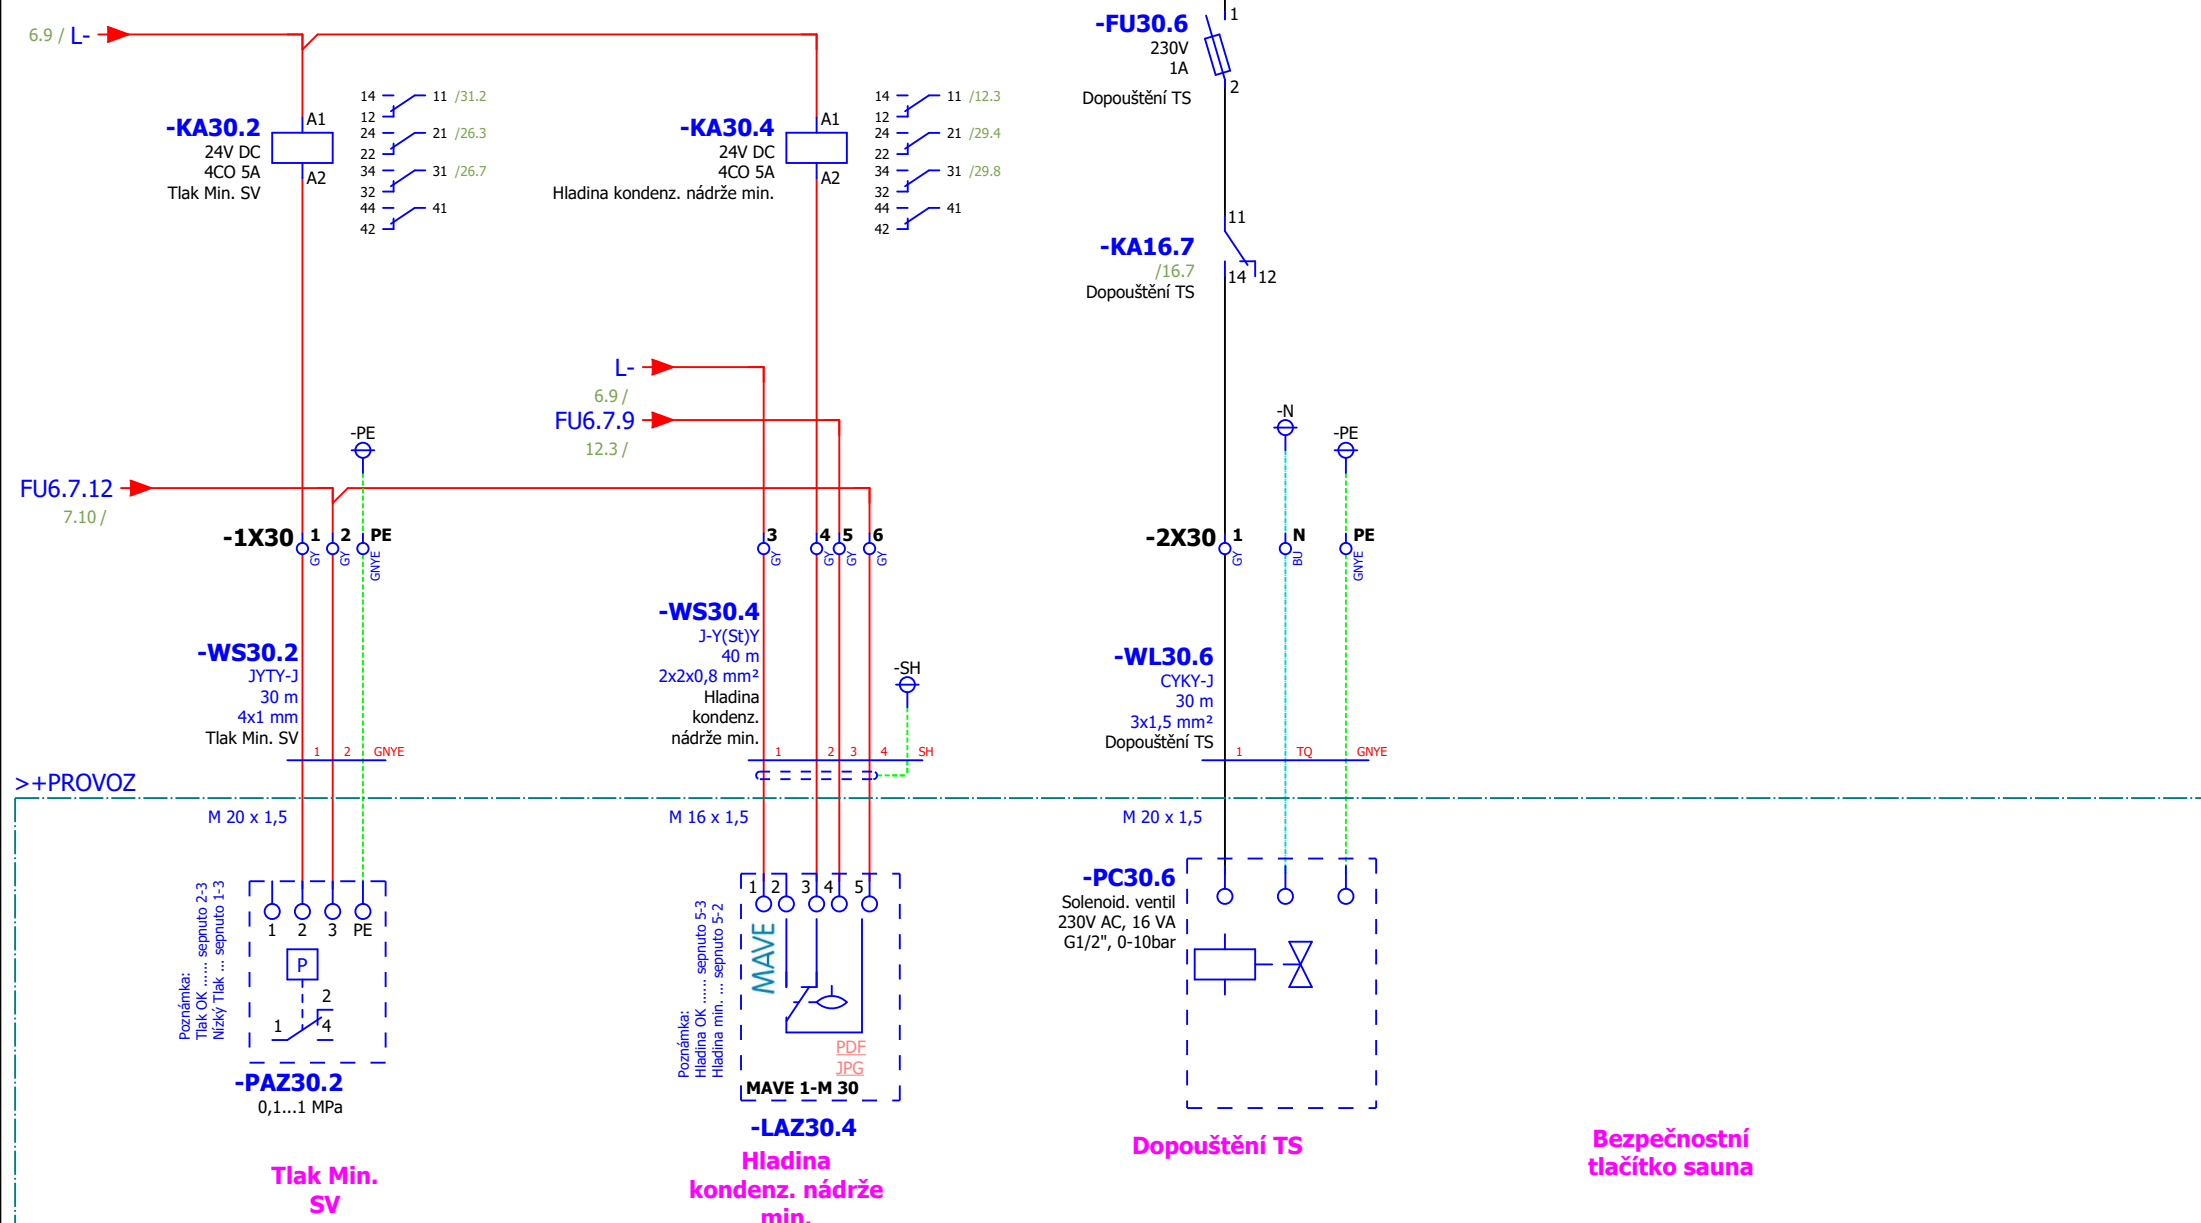 6.9 / L-
-KA30.2
24V DC
4CO 5A
Tlak Min. SV
A1
A2
14 11 /31.2
12
24 21 /26.3
22
34 31 /26.7
32
44 41
42
-KA30.4
24V DC
4CO 5A
Hladina kondenz. nádrže min.
A1
A2
14 11 /12.3
12
24 21 /29.4
22
34 31 /29.8
32
44 41
42
-FU30.6
230V
1A
Dopouštění TS
1
2
-KA16.7
/16.7
Dopouštění TS
11
14 12
L-
6.9 /
FU6.7.9
12.3 /
FU6.7.12
7.10 /
-PE
-N
-PE
-1X30 1 2 PE
GY GY GNYE
3 4 5 6
GY GY GY GY
-2X30 1 N PE
GY BU GNYE
-WS30.2
JYTY-J
30 m
4x1 mm
Tlak Min. SV
1 2 GNYE
-WS30.4
J-Y(St)Y
40 m
2x2x0,8 mm²
Hladina
kondenz.
nádrže min.
1 2 3 4 SH
-SH
-WL30.6
CYKY-J
30 m
3x1,5 mm²
Dopouštění TS
1 TQ GNYE
>+PROVOZ
M 20 x 1,5
M 16 x 1,5
M 20 x 1,5
Poznámka:
Tlak OK ...... sepnuto 2-3
Nízký Tlak ... sepnuto 1-3
1 2 3 PE
P
2
1 4
-PAZ30.2
0,1...1 MPa
Tlak Min.
SV
Poznámka:
Hladina OK ....... sepnuto 5-3
Hladina min. ... sepnuto 5-2
1 2 3 4 5
MAVE
PDF
JPG
MAVE 1-M 30
-LAZ30.4
Hladina
kondenz. nádrže
min.
-PC30.6
Solenoid. ventil
230V AC, 16 VA
G1/2", 0-10bar
Dopouštění TS
Bezpečnostní
tlačítko sauna